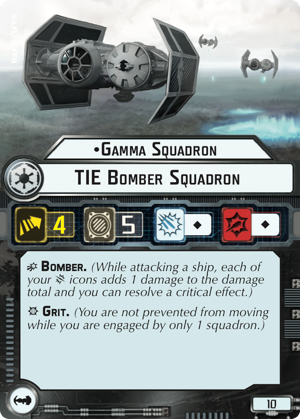 •Gamma Squadron
TIE Bomber Squadron
4 5
Bomber. (While attacking a ship, each of
your icons adds 1 damage to the damage
total and you can resolve a critical effect.)
Grit. (You are not prevented from moving
while you are engaged by only 1 squadron.)
10